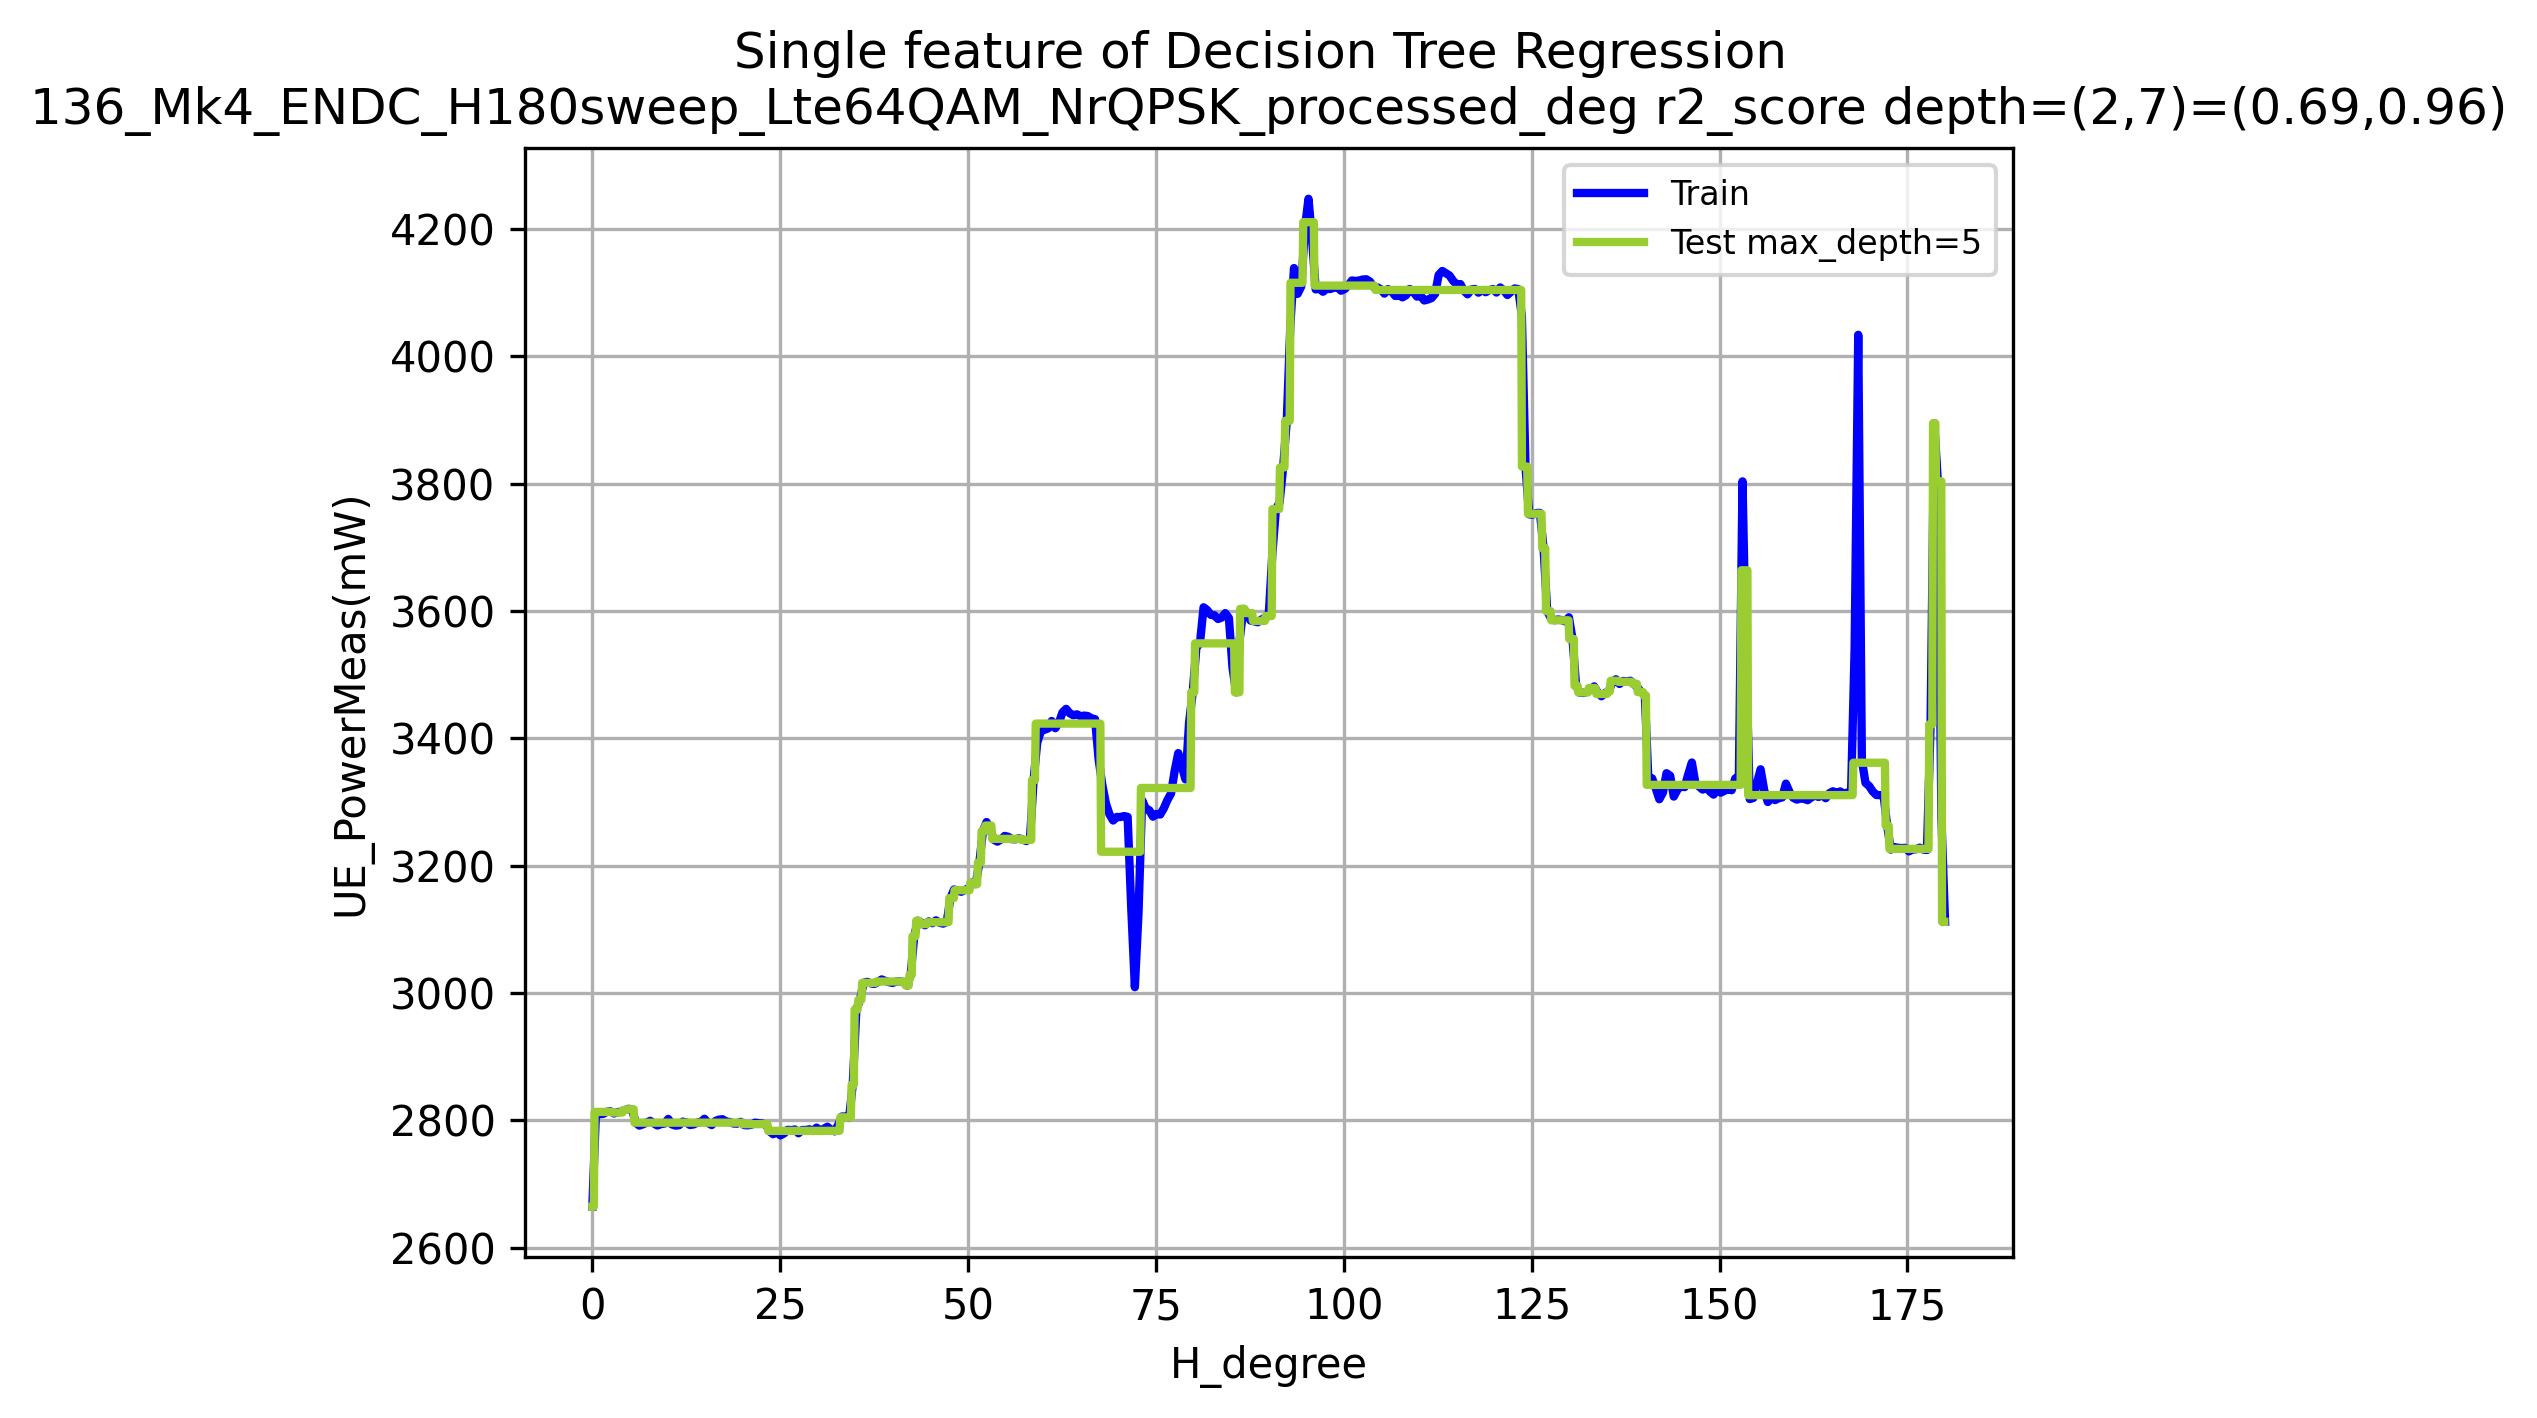 Single feature of Decision Tree Regression
136_Mk4_ENDC_H180sweep_Lte64QAM_NrQPSK_processed_deg r2_score depth=(2,7)=(0.69,0.96)
Train
Test max_depth=5
UE_PowerMeas(mW)
4200
4000
3800
3600
3400
3200
3000
2800
2600
0 25 50 75 100 125 150 175
H_degree